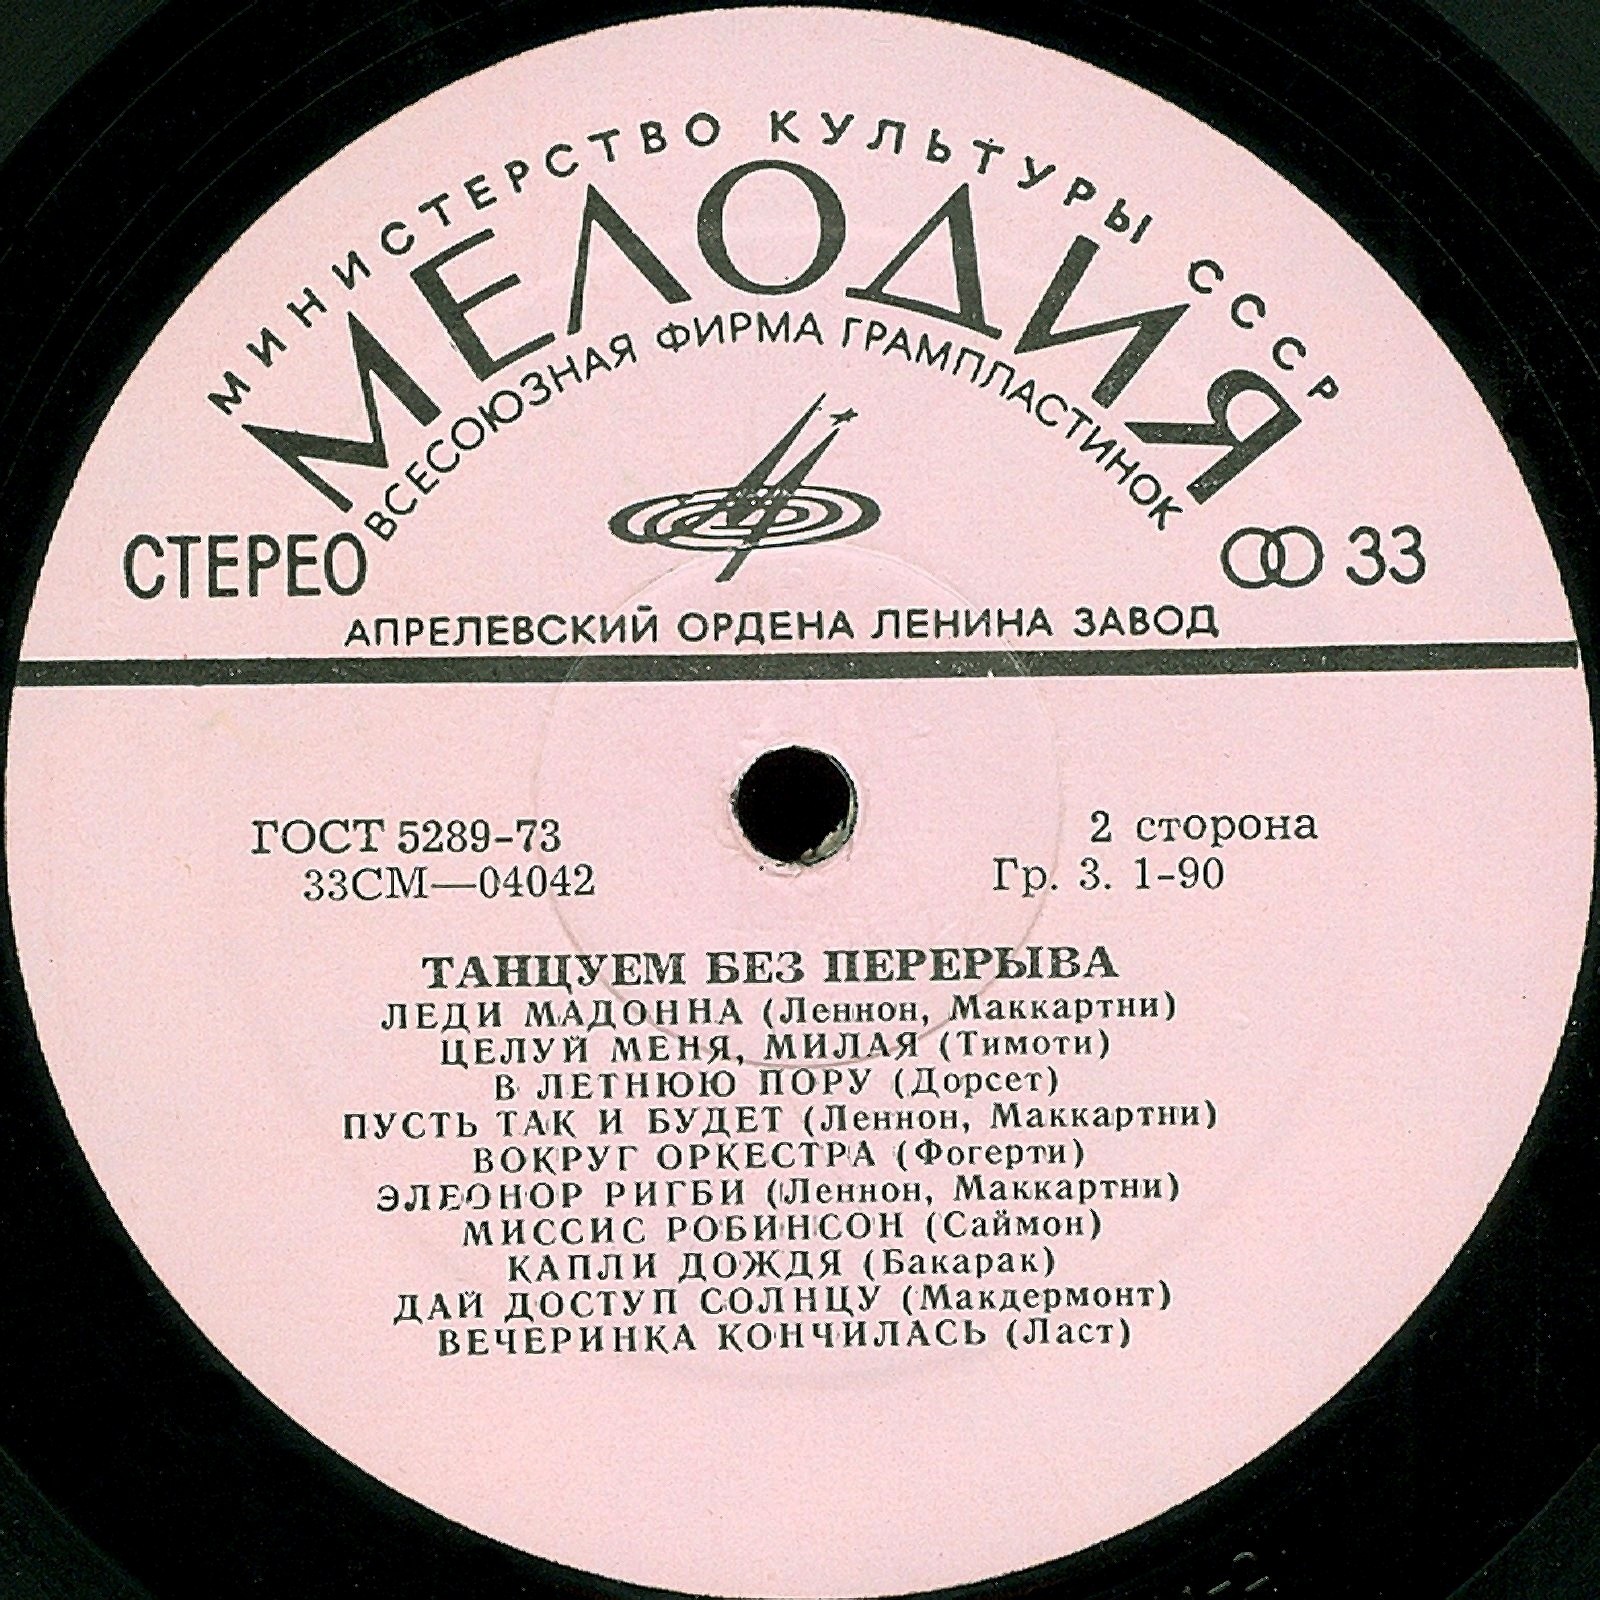 МИНИСТЕРСТВО КУЛЬТУРЫ СССР
МЕЛОДИЯ
ВСЕСОЮЗНАЯ ФИРМА ГРАМПЛАСТИНОК
СТЕРЕО
33
АПРЕЛЕВСКИЙ ОРДЕНА ЛЕНИНА ЗАВОД
ГОСТ 5289-73
33СМ—04042
2 сторона
Гр. 3. 1-90
ТАНЦУЕМ БЕЗ ПЕРЕРЫВА
ЛЕДИ МАДОННА (Леннон, Маккартни)
ЦЕЛУЙ МЕНЯ, МИЛАЯ (Тимоти)
В ЛЕТНЮЮ ПОРУ (Дорсет)
ПУСТЬ ТАК И БУДЕТ (Леннон, Маккартни)
ВОКРУГ ОРКЕСТРА (Фогерти)
ЭЛЕОНОР РИГБИ (Леннон, Маккартни)
МИССИС РОБИНСОН (Саймон)
КАПЛИ ДОЖДЯ (Бакарак)
ДАЙ ДОСТУП СОЛНЦУ (Макдермонт)
ВЕЧЕРИНКА КОНЧИЛАСЬ (Ласт)